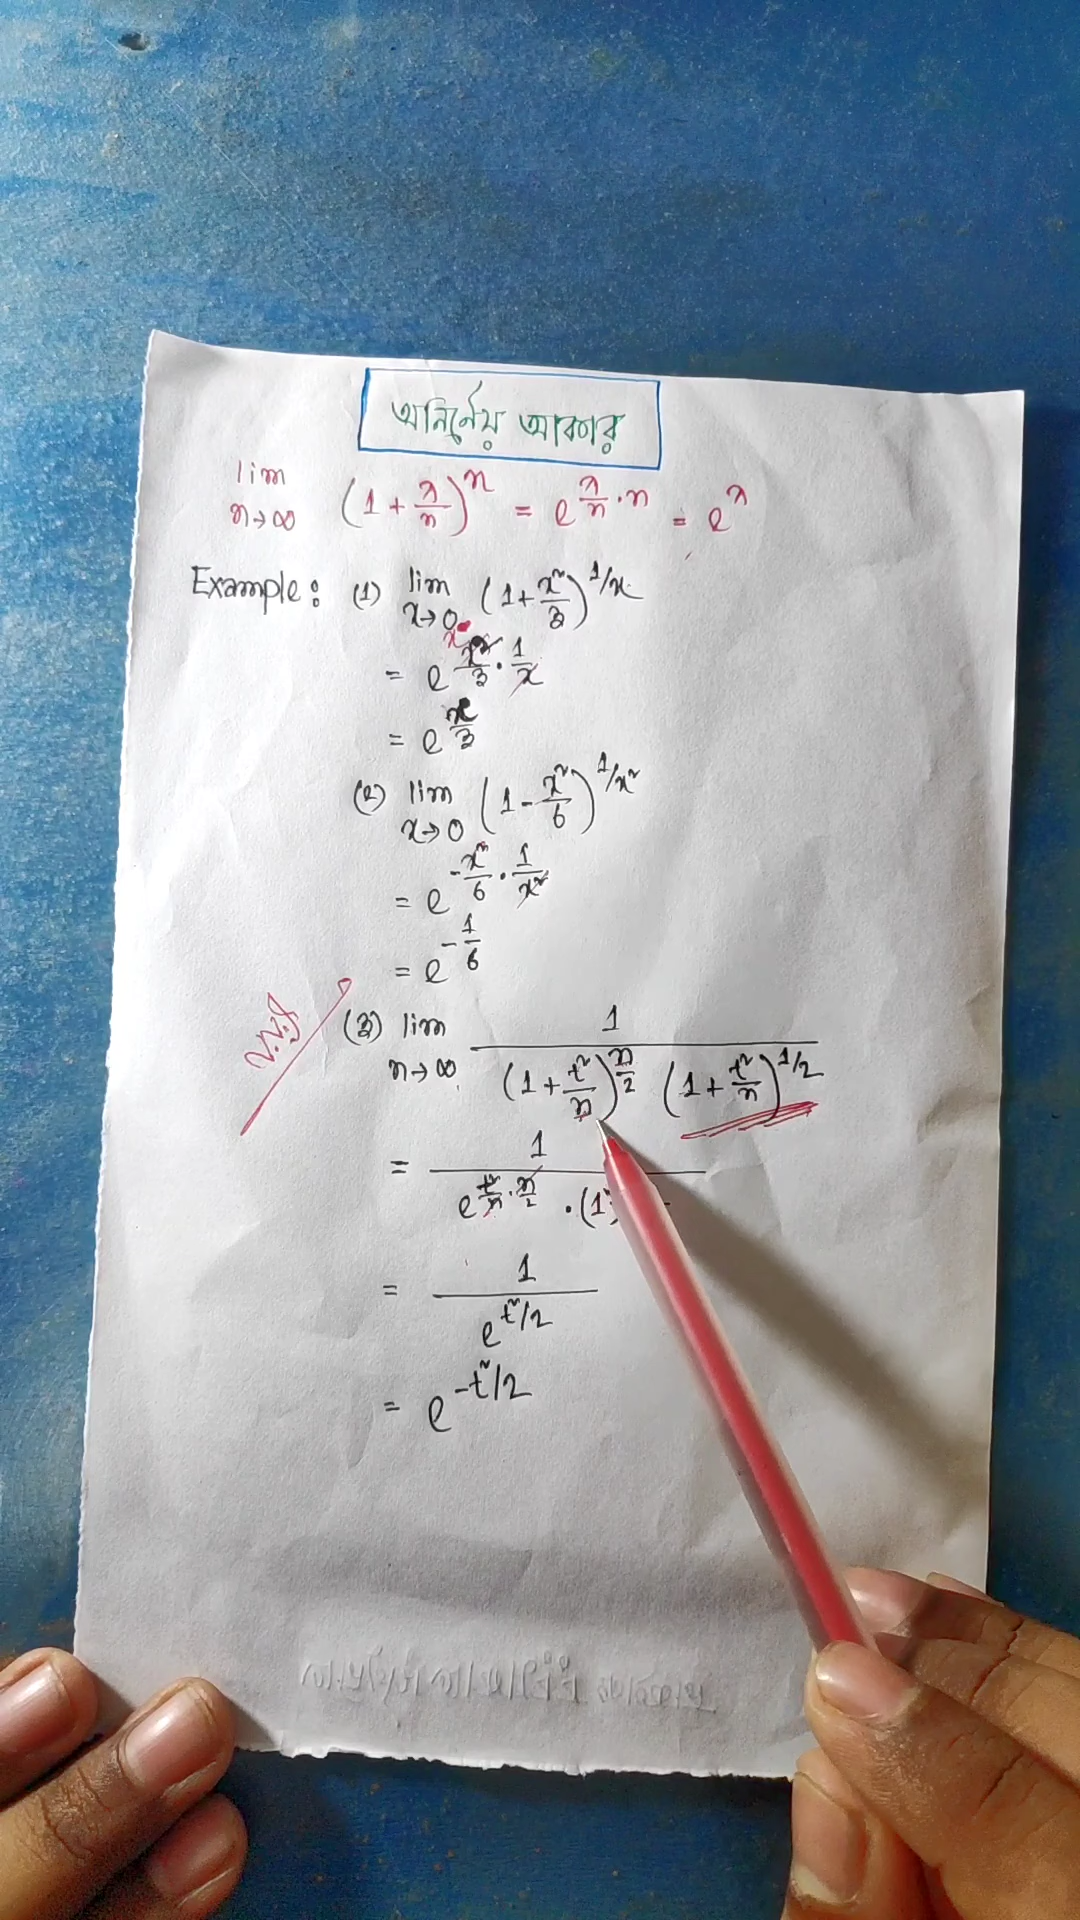 অনির্ণেয় আকার
lim n→∞ (1 + λ/n)^n = e^(λ/n · n) = e^λ
Example: (1) lim x→0 (1 + x²/3)^(1/x)
= e^(x²/3 · 1/x)
= e^(x/3)
(২) lim x→0 (1 - x²/6)^(1/x²)
= e^(-x²/6 · 1/x²)
= e^(-1/6)
V.V.I
(3) lim n→∞ 1 / (1 + t²/n)^(n/2) (1 + t²/n)^(1/2)
= 1 / e^(t²/n · n/2) · (1
= 1 / e^(t²/2)
= e^(-t²/2)